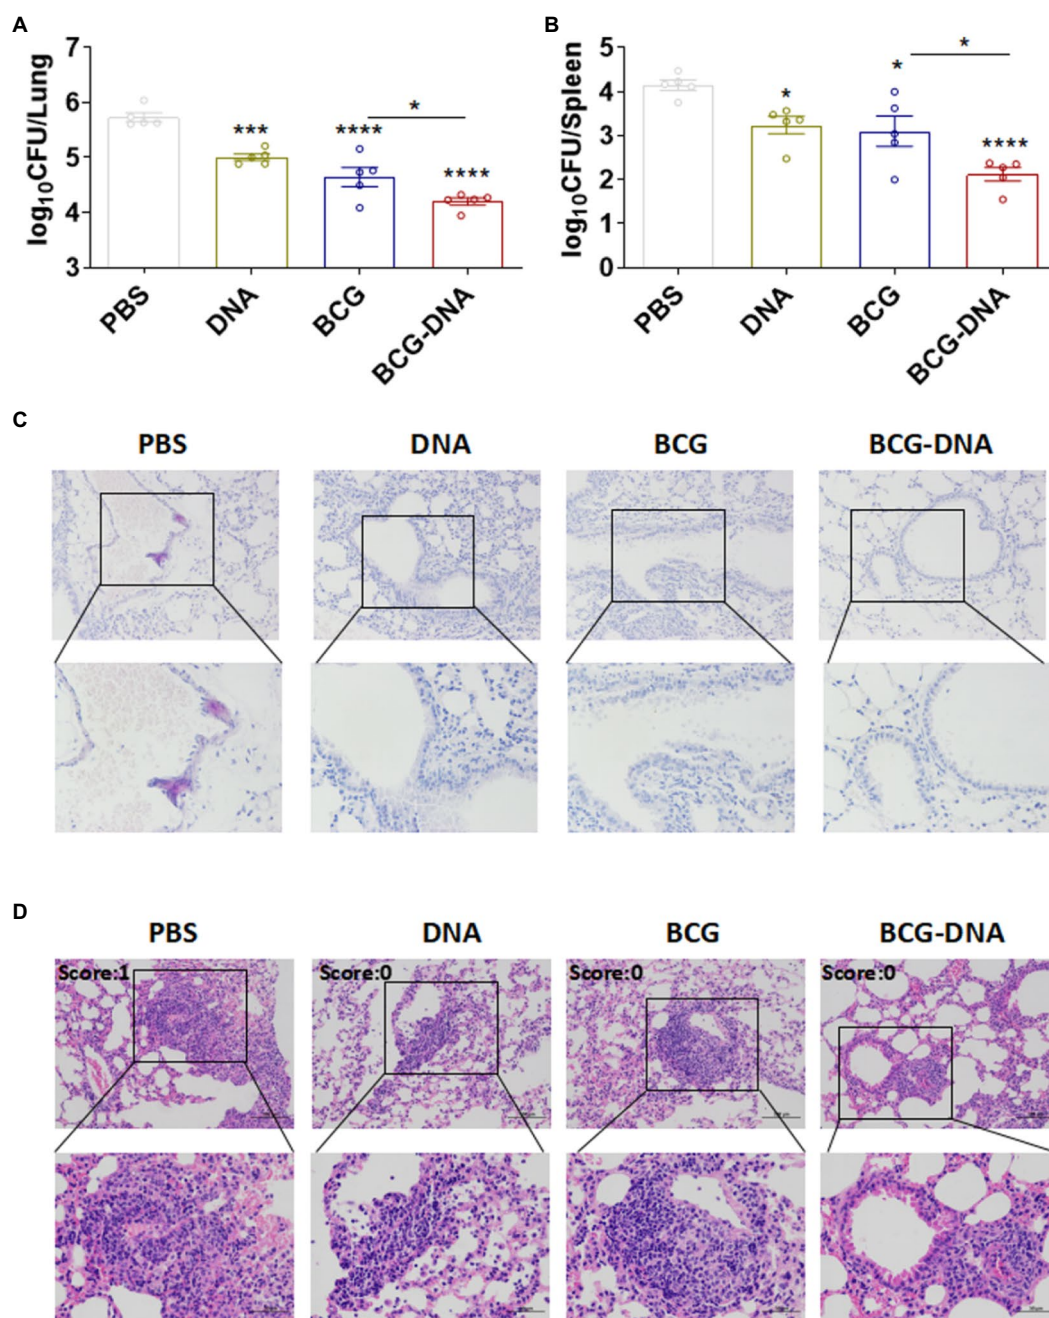 A
B
log₁₀CFU/Lung
7
6
5
4
3
***
****
*
****
PBS
DNA
BCG
BCG-DNA
log₁₀CFU/Spleen
5
4
3
2
1
0
*
*
*
****
PBS
DNA
BCG
BCG-DNA
C
PBS DNA BCG BCG-DNA
D
PBS DNA BCG BCG-DNA
Score:1 Score:0 Score:0 Score:0